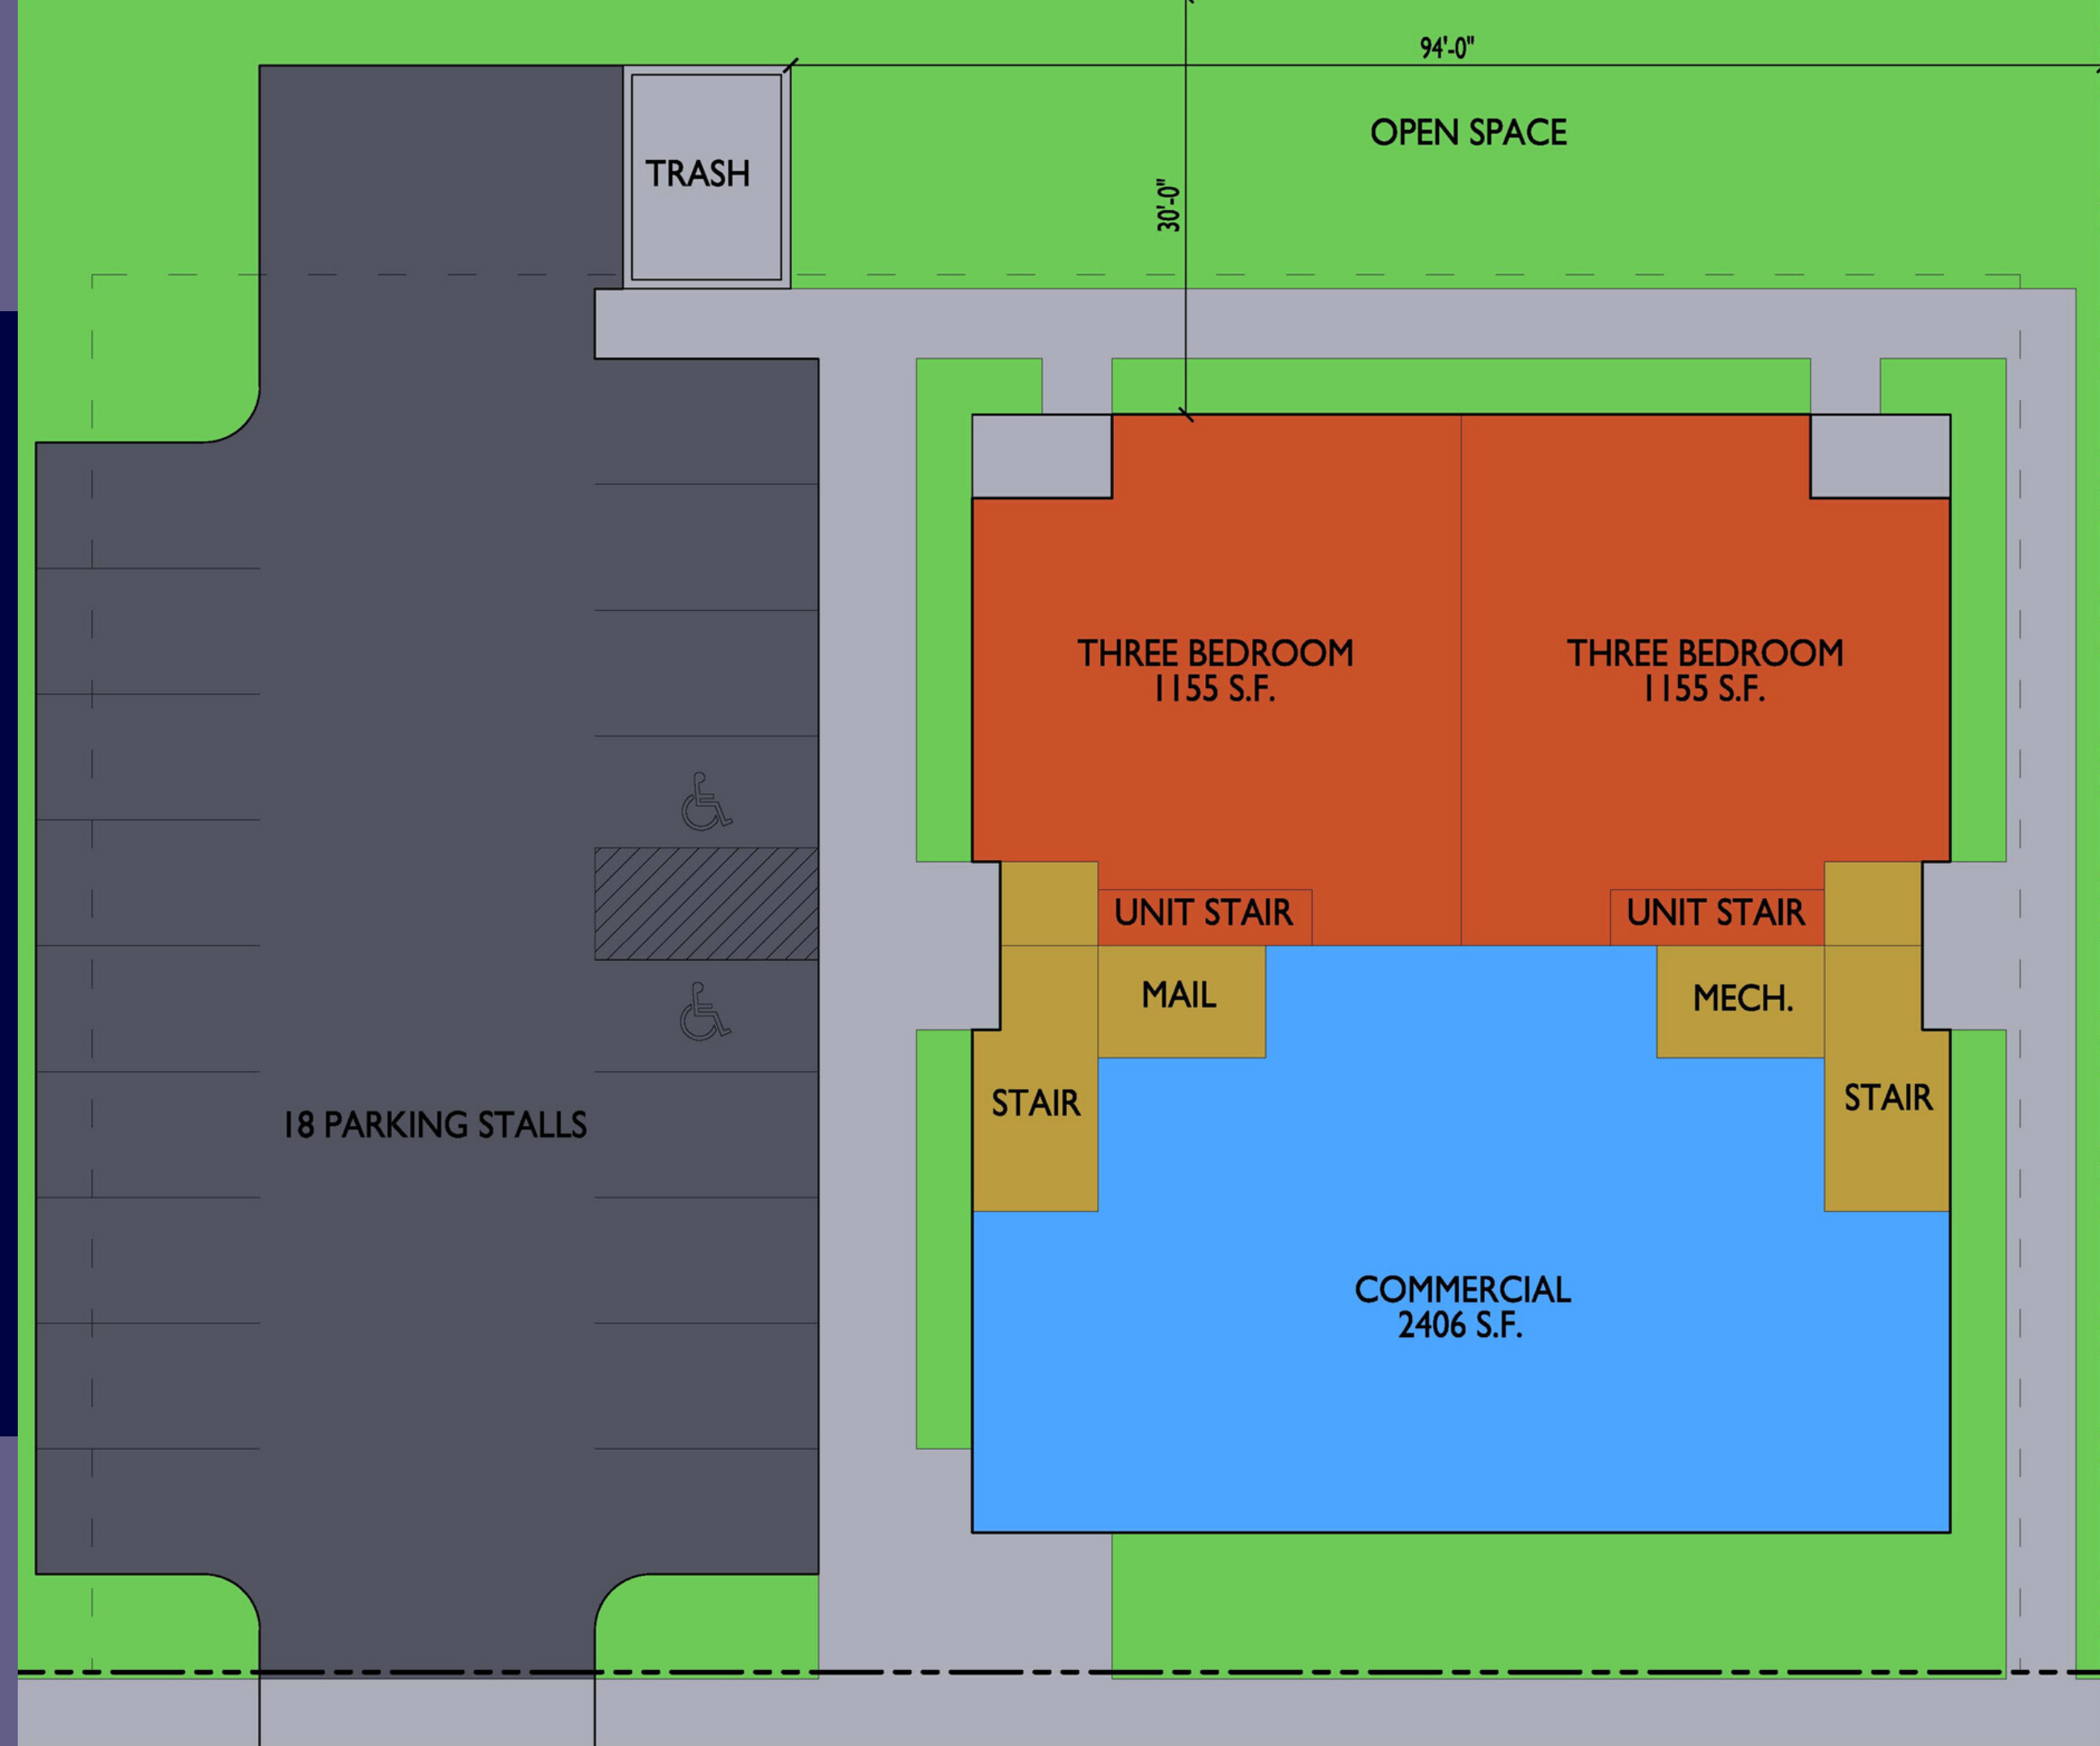 94'-0"
OPEN SPACE
TRASH
30'-0"
THREE BEDROOM
1155 S.F.
THREE BEDROOM
1155 S.F.
UNIT STAIR
UNIT STAIR
MAIL
MECH.
STAIR
STAIR
18 PARKING STALLS
COMMERCIAL
2406 S.F.